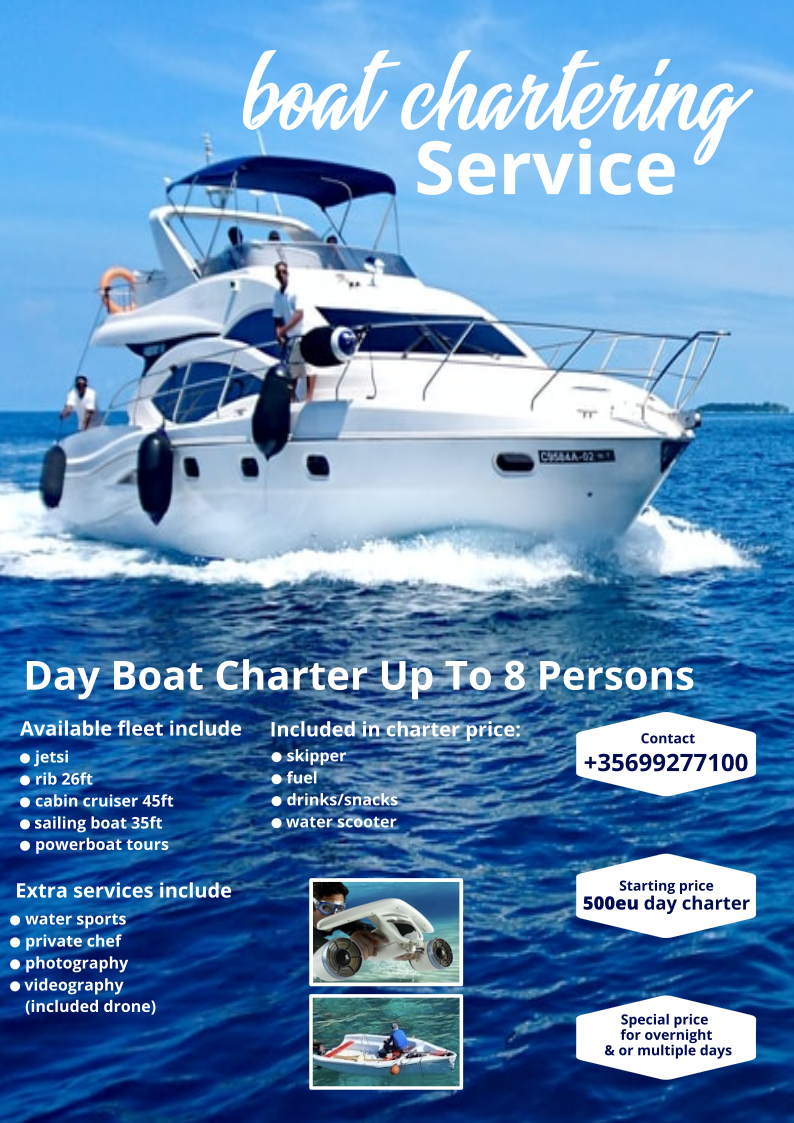 boat chartering
Service
C9584A-02
Day Boat Charter Up To 8 Persons
Available fleet include
● jetsi
● rib 26ft
● cabin cruiser 45ft
● sailing boat 35ft
● powerboat tours
Included in charter price:
● skipper
● fuel
● drinks/snacks
● water scooter
Contact
+35699277100
Extra services include
● water sports
● private chef
● photography
● videography
(included drone)
Starting price
500eu day charter
Special price
for overnight
& or multiple days